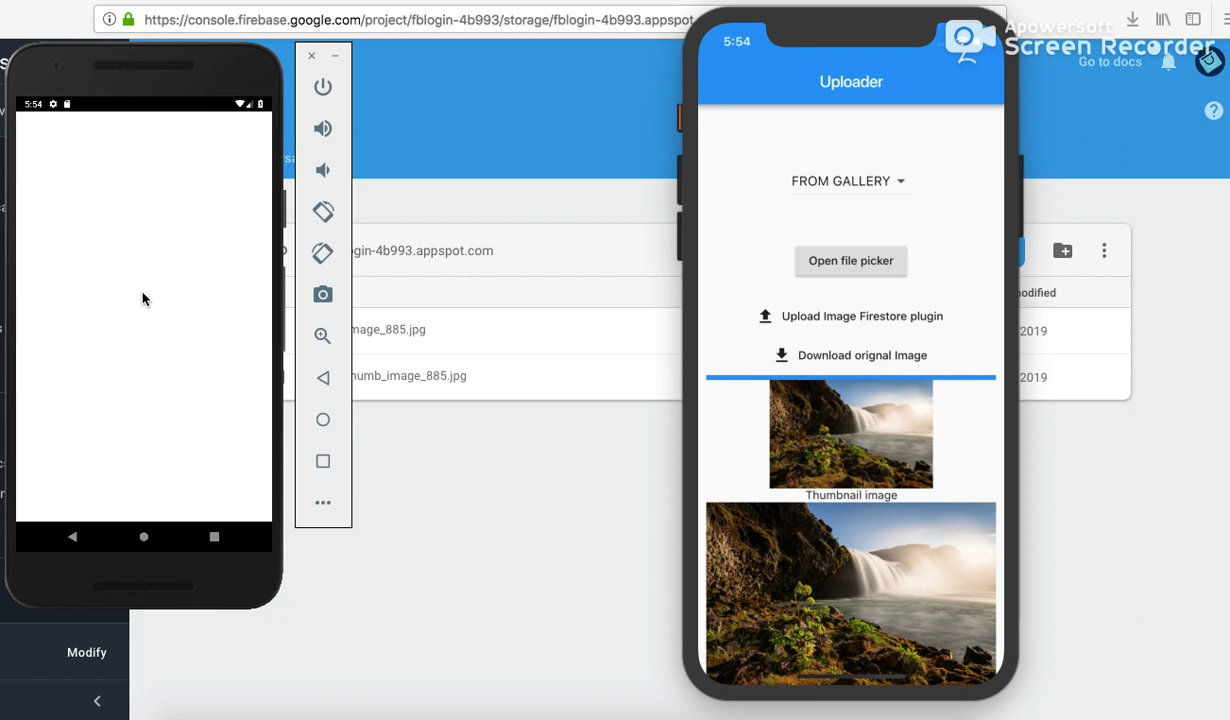 https://console.firebase.google.com/project/fblogin-4b993/storage/fblogin-4b993.appspot
Apowersoft
Screen Recorder
Go to docs
5:54
5:54
Uploader
FROM GALLERY
gin-4b993.appspot.com
Open file picker
odified
Upload Image Firestore plugin
mage_885.jpg
2019
Download orignal Image
humb_image_885.jpg
2019
Thumbnail image
Modify